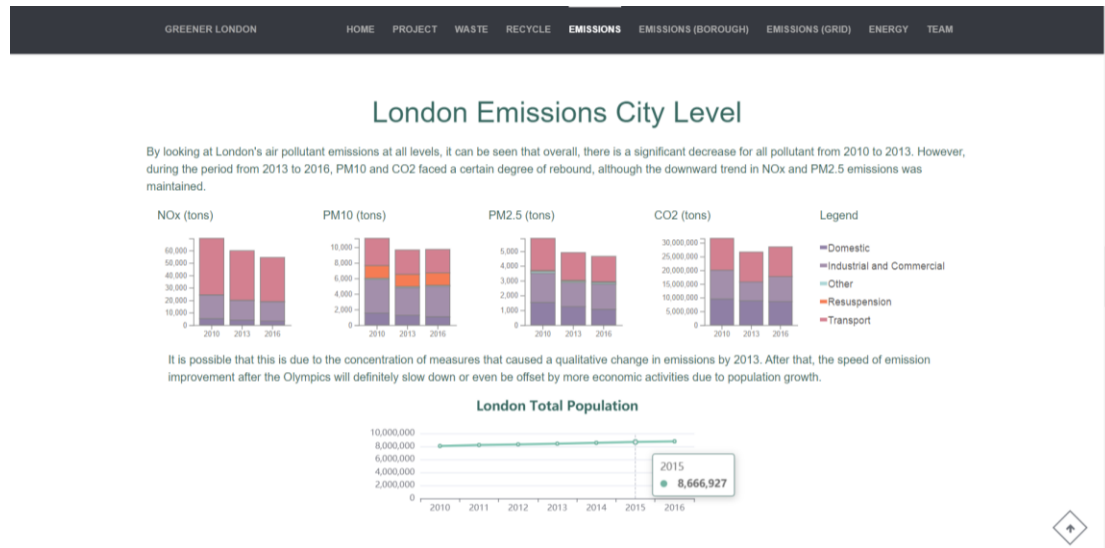 GREENER LONDON HOME PROJECT WASTE RECYCLE EMISSIONS EMISSIONS (BOROUGH) EMISSIONS (GRID) ENERGY TEAM
London Emissions City Level
By looking at London's air pollutant emissions at all levels, it can be seen that overall, there is a significant decrease for all pollutant from 2010 to 2013. However,
during the period from 2013 to 2016, PM10 and CO2 faced a certain degree of rebound, although the downward trend in NOx and PM2.5 emissions was
maintained.
NOx (tons)
60,000
50,000
40,000
30,000
20,000
10,000
0
2010 2013 2016
PM10 (tons)
10,000
8,000
6,000
4,000
2,000
0
2010 2013 2016
PM2.5 (tons)
5,000
4,000
3,000
2,000
1,000
0
2010 2013 2016
CO2 (tons)
30,000,000
25,000,000
20,000,000
15,000,000
10,000,000
5,000,000
0
2010 2013 2016
Legend
Domestic
Industrial and Commercial
Other
Resuspension
Transport
It is possible that this is due to the concentration of measures that caused a qualitative change in emissions by 2013. After that, the speed of emission
improvement after the Olympics will definitely slow down or even be offset by more economic activities due to population growth.
London Total Population
10,000,000
8,000,000
6,000,000
4,000,000
2,000,000
0
2010 2011 2012 2013 2014 2015 2016
2015
8,666,927